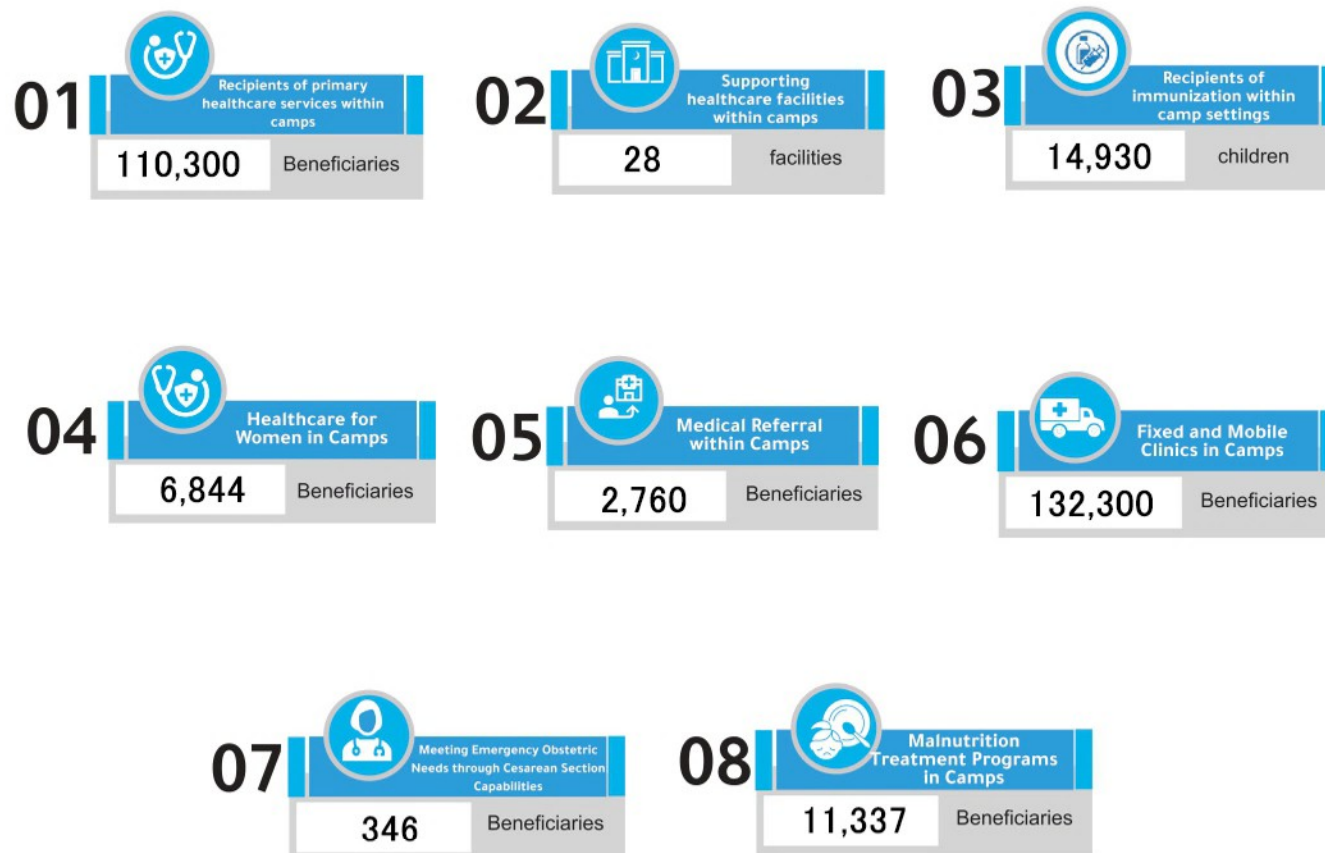 01
Recipients of primary
healthcare services within
camps
110,300 Beneficiaries
02
Supporting
healthcare facilities
within camps
28 facilities
03
Recipients of
immunization within
camp settings
14,930 children
04
Healthcare for
Women in Camps
6,844 Beneficiaries
05
Medical Referral
within Camps
2,760 Beneficiaries
06
Fixed and Mobile
Clinics in Camps
132,300 Beneficiaries
07
Meeting Emergency Obstetric
Needs through Cesarean Section
Capabilities
346 Beneficiaries
08
Malnutrition
Treatment Programs
in Camps
11,337 Beneficiaries